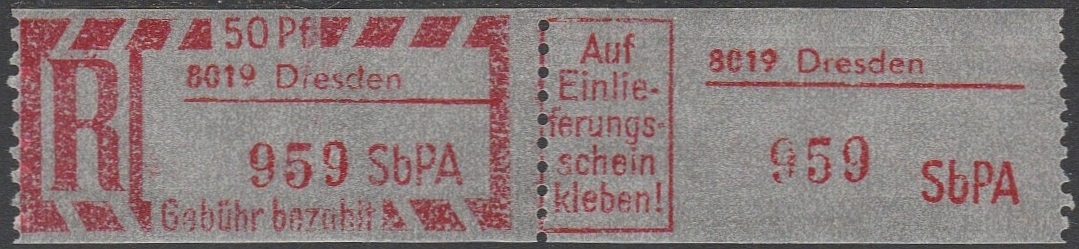 50 Pf
R
8019 Dresden
959 SbPA
Gebühr bezahlt
Auf
Einlie-
ferungs-
schein
kleben!
8019 Dresden
959
SbPA